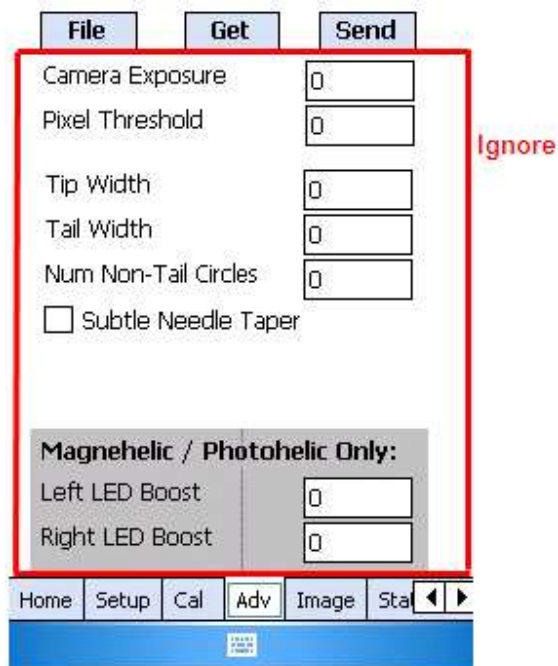 File Get Send
Camera Exposure 0
Pixel Threshold 0
Ignore
Tip Width 0
Tail Width 0
Num Non-Tail Circles 0
Subtle Needle Taper
Magnehelic / Photohelic Only:
Left LED Boost 0
Right LED Boost 0
Home Setup Cal Adv Image Sta